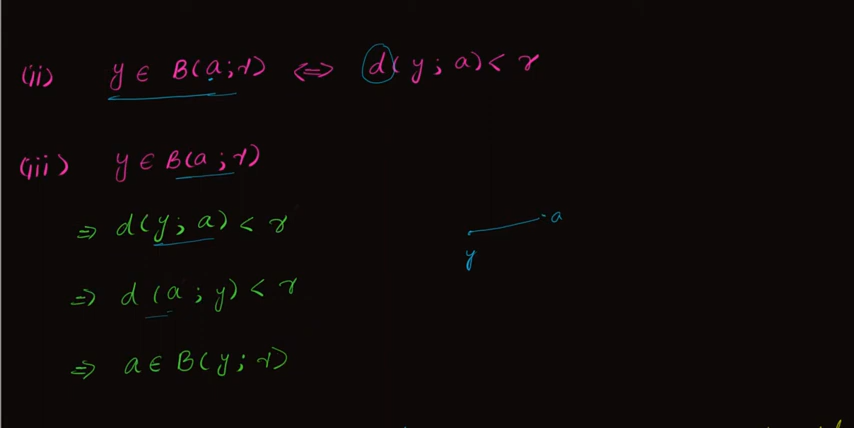 (ii) y ∈ B(a ; r) ⇔ d(y ; a) < r
(iii) y ∈ B(a ; r)
⇒ d(y ; a) < r
⇒ d(a ; y) < r
⇒ a ∈ B(y ; r)
a
y